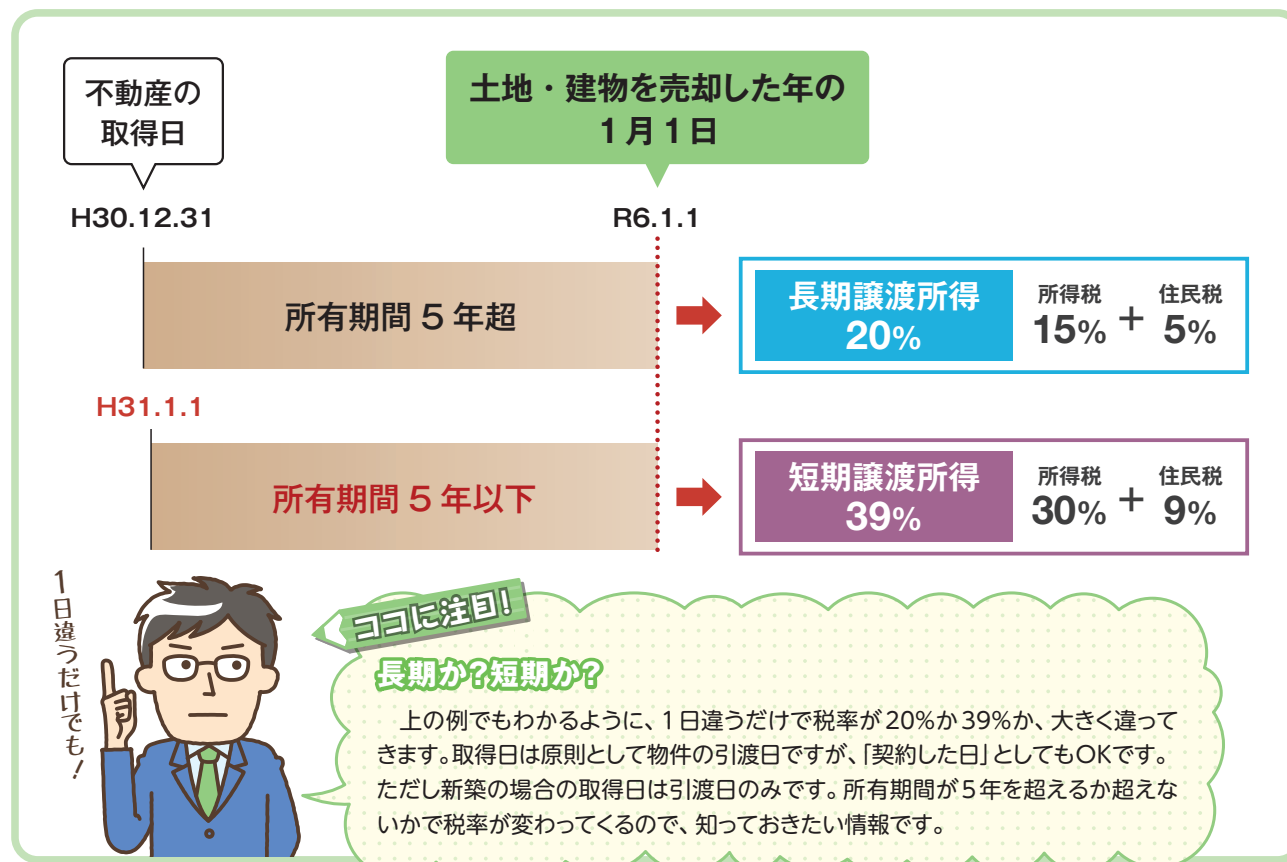 不動産の
取得日
土地・建物を売却した年の
1月1日
H30.12.31
R6.1.1
所有期間 5 年超
長期譲渡所得
20%
所得税
15%
+
住民税
5%
H31.1.1
所有期間 5 年以下
短期譲渡所得
39%
所得税
30%
+
住民税
9%
1日違うだけでも!
ココに注目!
長期か?短期か?
上の例でもわかるように、1日違うだけで税率が20%か39%か、大きく違って
きます。取得日は原則として物件の引渡日ですが、「契約した日」としてもOKです。
ただし新築の場合の取得日は引渡日のみです。所有期間が5年を超えるか超えな
いかで税率が変わってくるので、知っておきたい情報です。